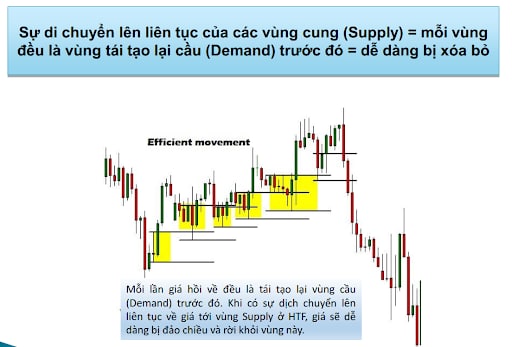 Sự di chuyển lên liên tục của các vùng cung (Supply) = mỗi vùng
đều là vùng tái tạo lại cầu (Demand) trước đó = dễ dàng bị xóa bỏ
Efficient movement
Mỗi lần giá hồi về đều là tái tạo lại vùng cầu
(Demand) trước đó. Khi có sự dịch chuyển lên
liên tục về giá tới vùng Supply ở HTF, giá sẽ dễ
dàng bị đảo chiều và rời khỏi vùng này.